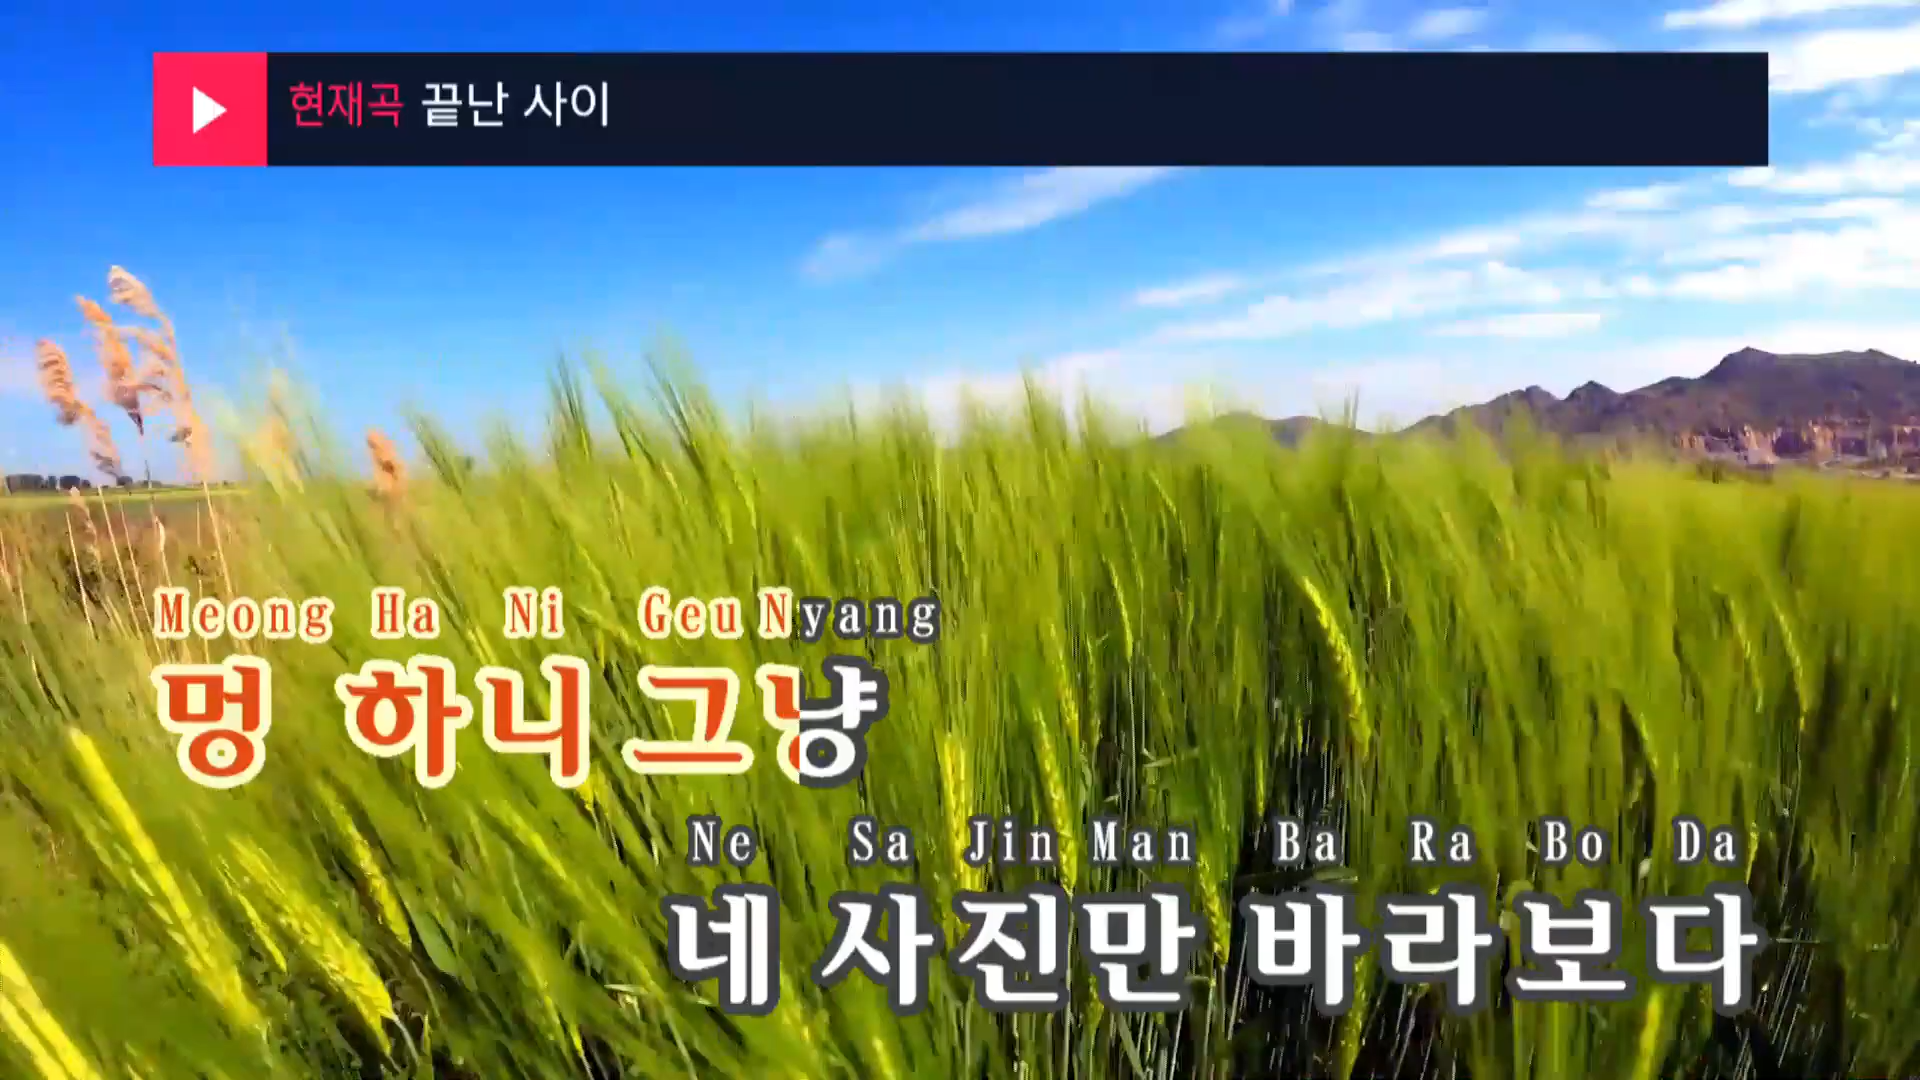 현재곡 끝난 사이
Meong Ha Ni Geu Nyang
멍 하니 그냥
Ne Sa Jin Man Ba Ra Bo Da
네 사진만 바라보다